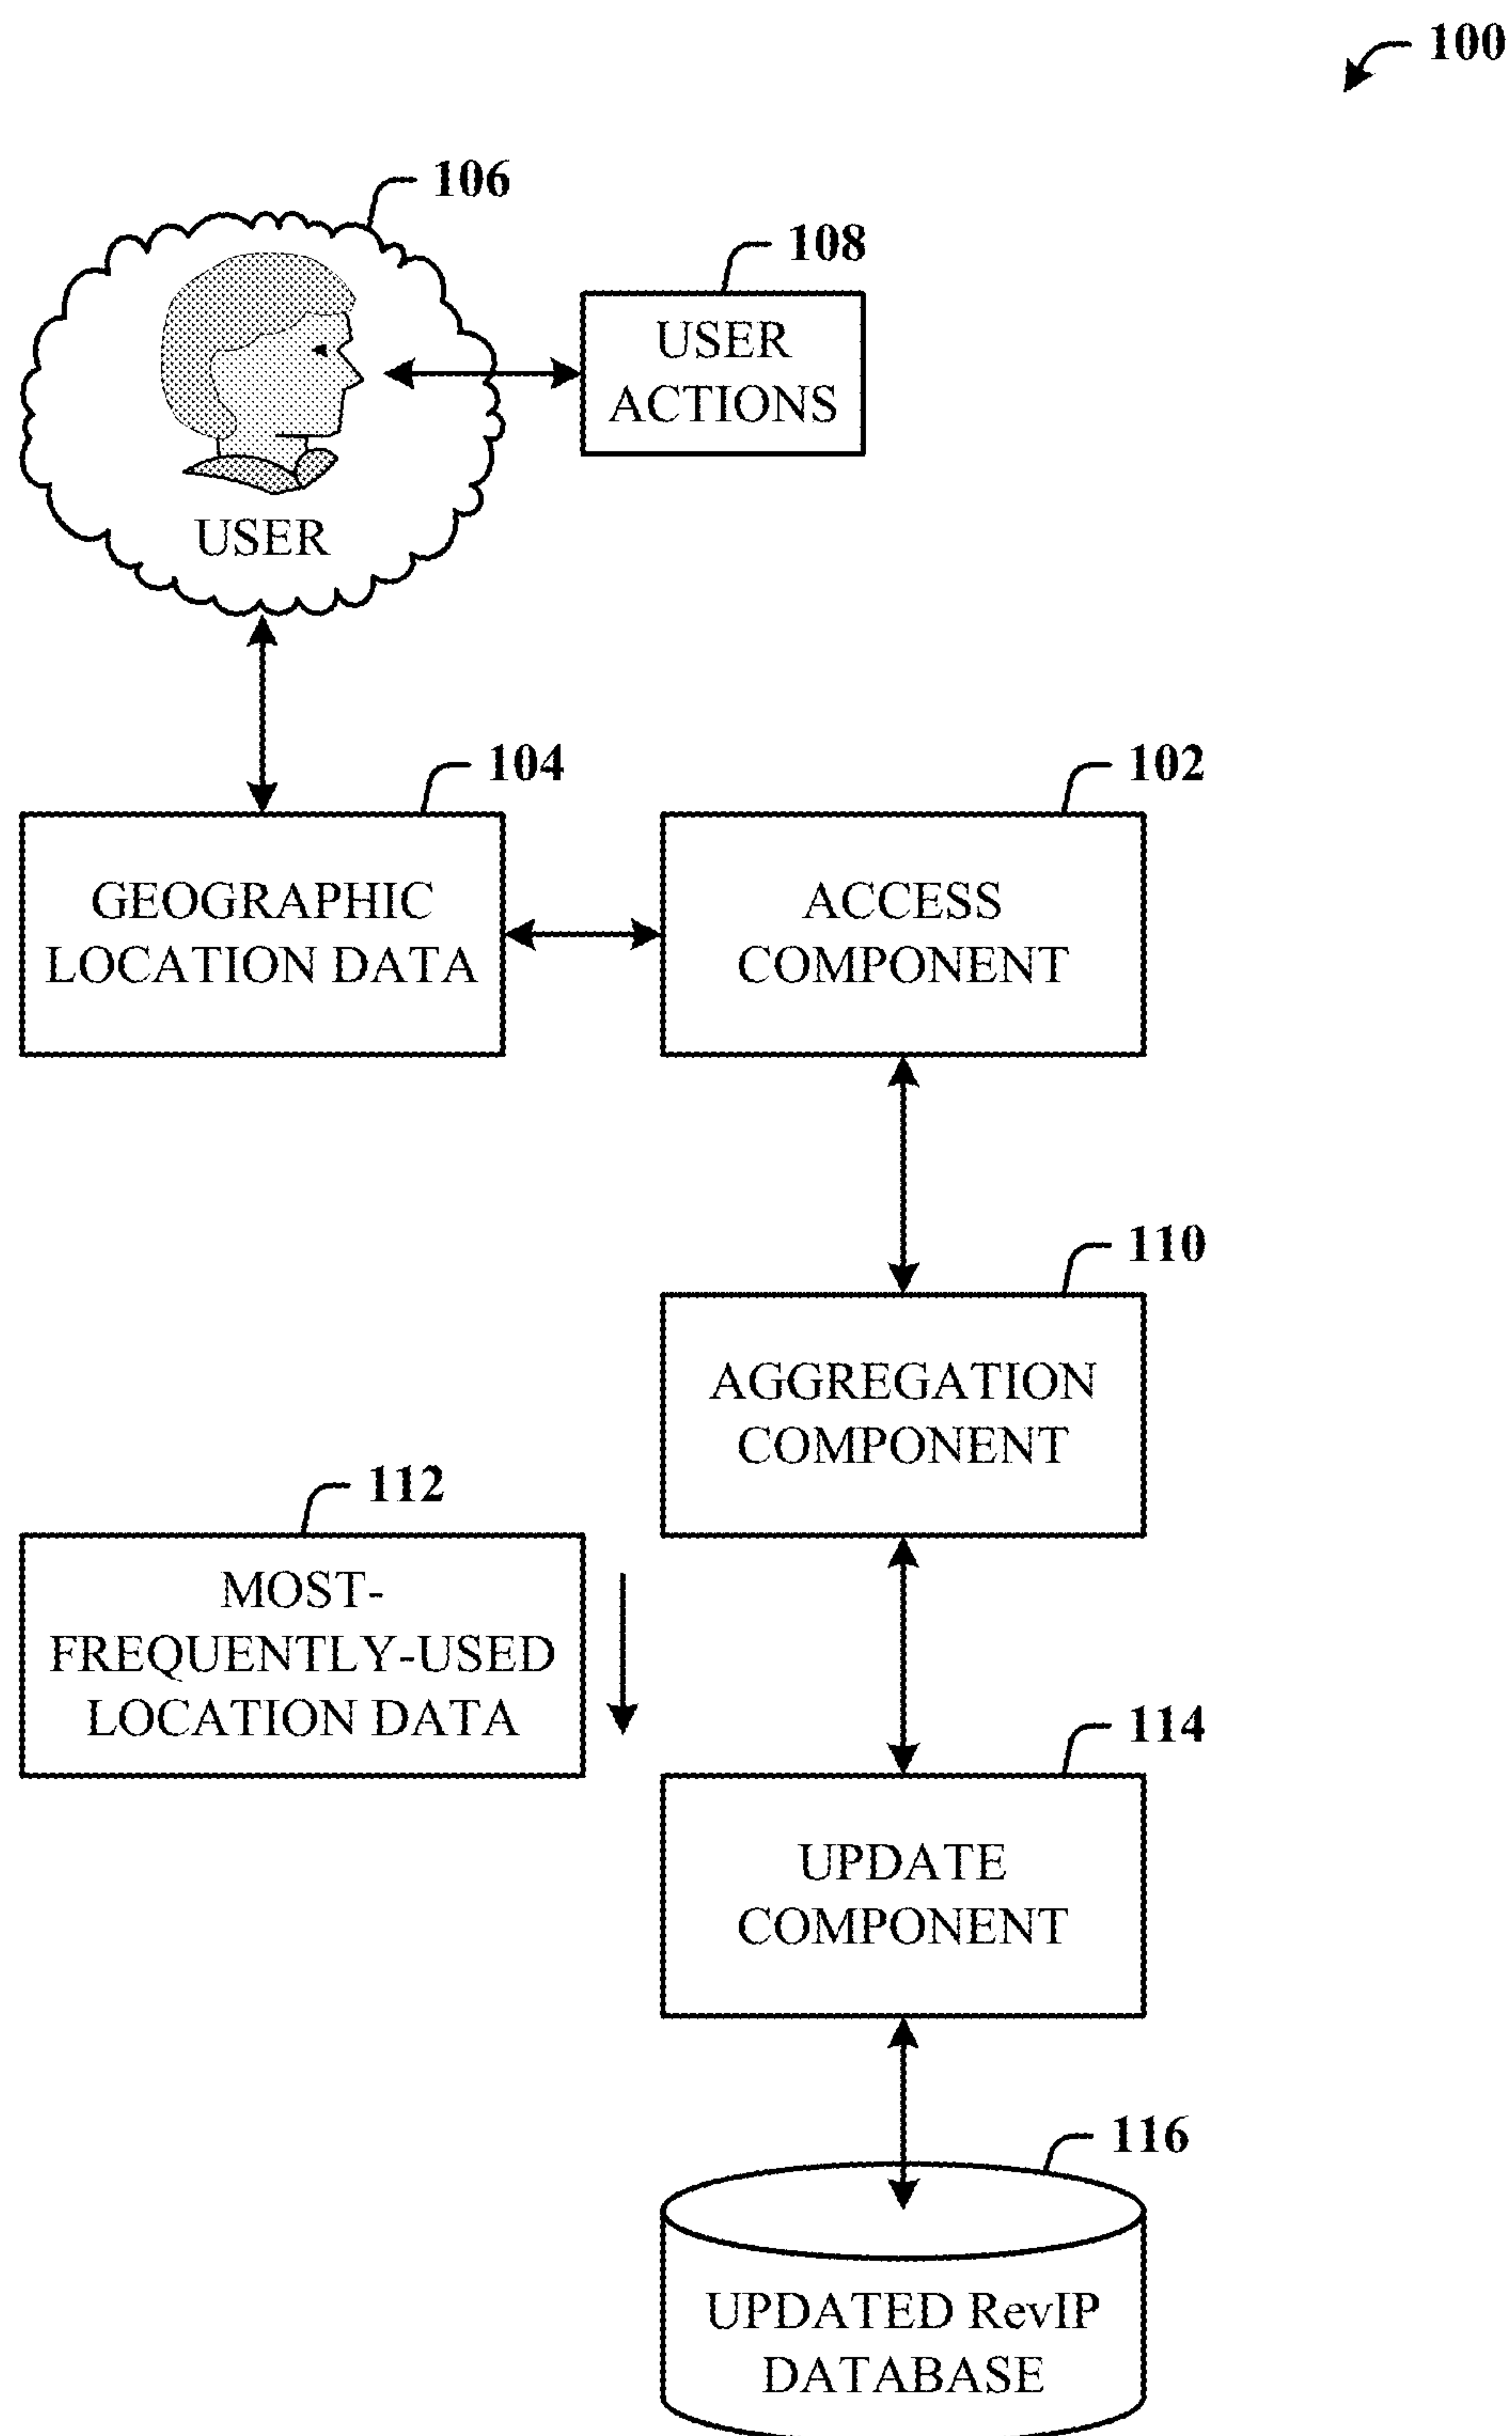 100
106
108
USER
ACTIONS
USER
104
102
GEOGRAPHIC
LOCATION DATA
ACCESS
COMPONENT
110
AGGREGATION
COMPONENT
112
MOST-
FREQUENTLY-USED
LOCATION DATA
114
UPDATE
COMPONENT
116
UPDATED RevIP
DATABASE